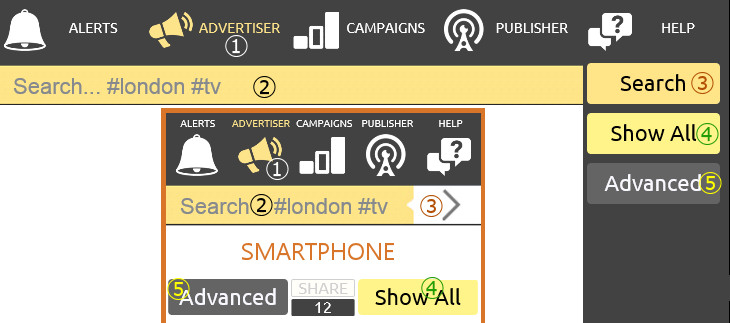 ALERTS ADVERTISER CAMPAIGNS PUBLISHER HELP
1
Search... #london #tv 2
Search 3
Show All 4
Advanced 5
ALERTS ADVERTISER CAMPAIGNS PUBLISHER HELP
1
Search 2 #london #tv 3
SMARTPHONE
5 Advanced
SHARE
12
Show All 4